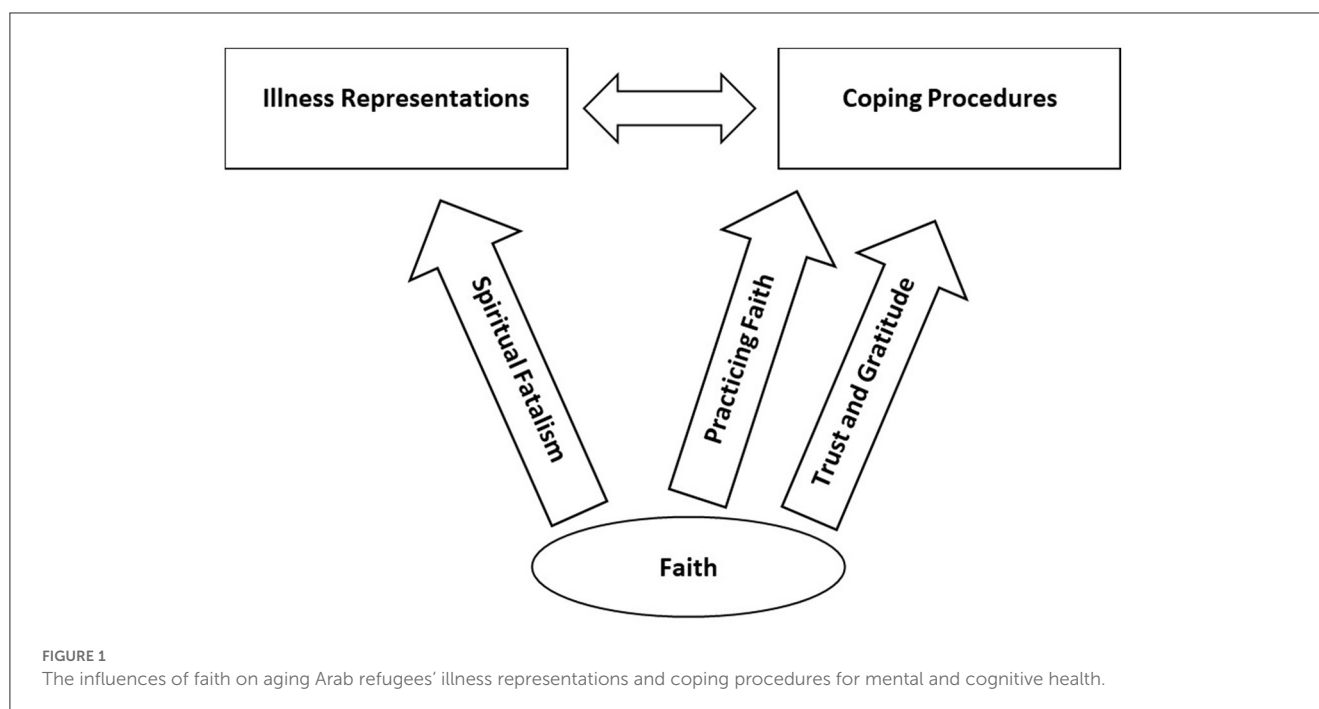 Illness Representations
Coping Procedures
Spiritual Fatalism
Practicing Faith
Trust and Gratitude
Faith
FIGURE 1
The influences of faith on aging Arab refugees’ illness representations and coping procedures for mental and cognitive health.